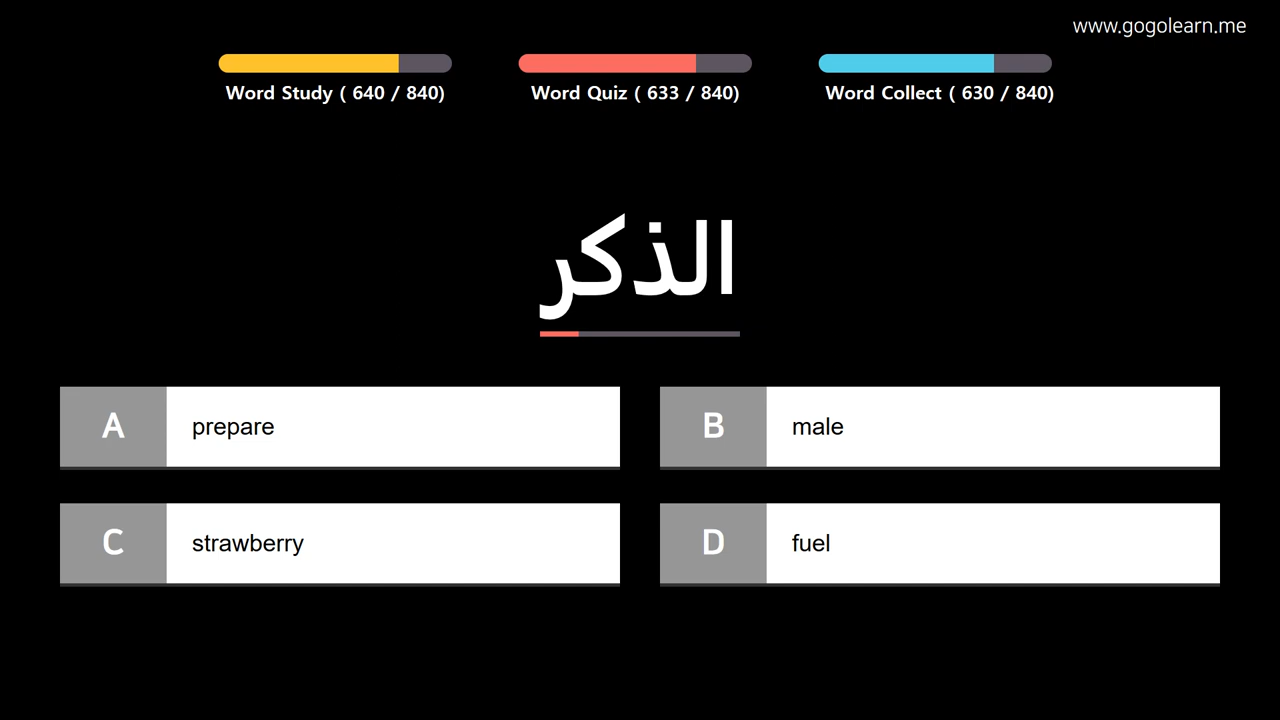 www.gogolearn.me
Word Study ( 640 / 840)
Word Quiz ( 633 / 840)
Word Collect ( 630 / 840)
الذكر
A prepare
B male
C strawberry
D fuel